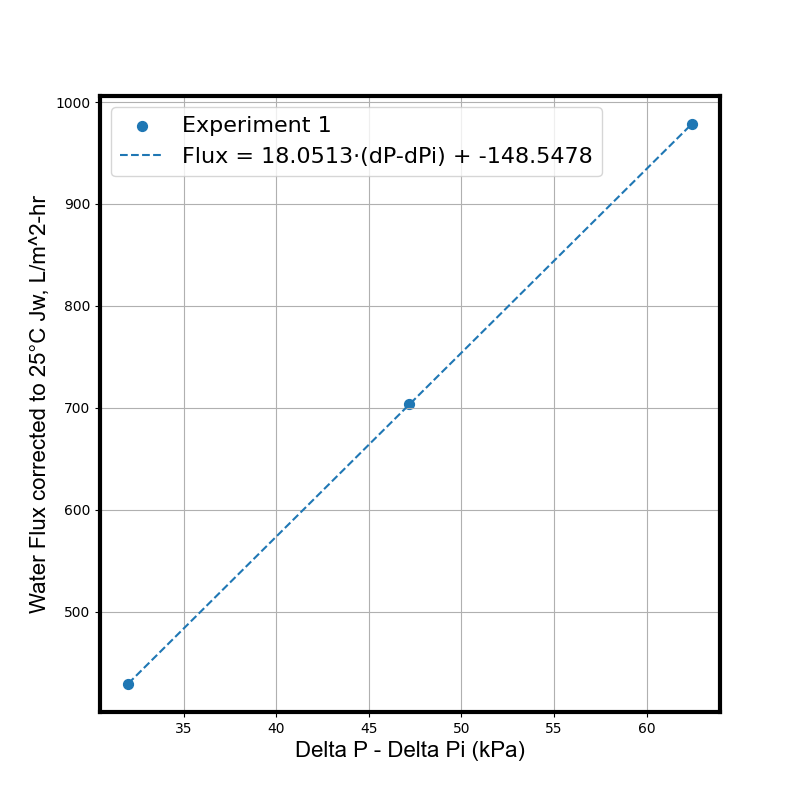 Experiment 1
Flux = 18.0513·(dP-dPi) + -148.5478
Water Flux corrected to 25°C Jw, L/m^2-hr
1000
900
800
700
600
500
35 40 45 50 55 60
Delta P - Delta Pi (kPa)